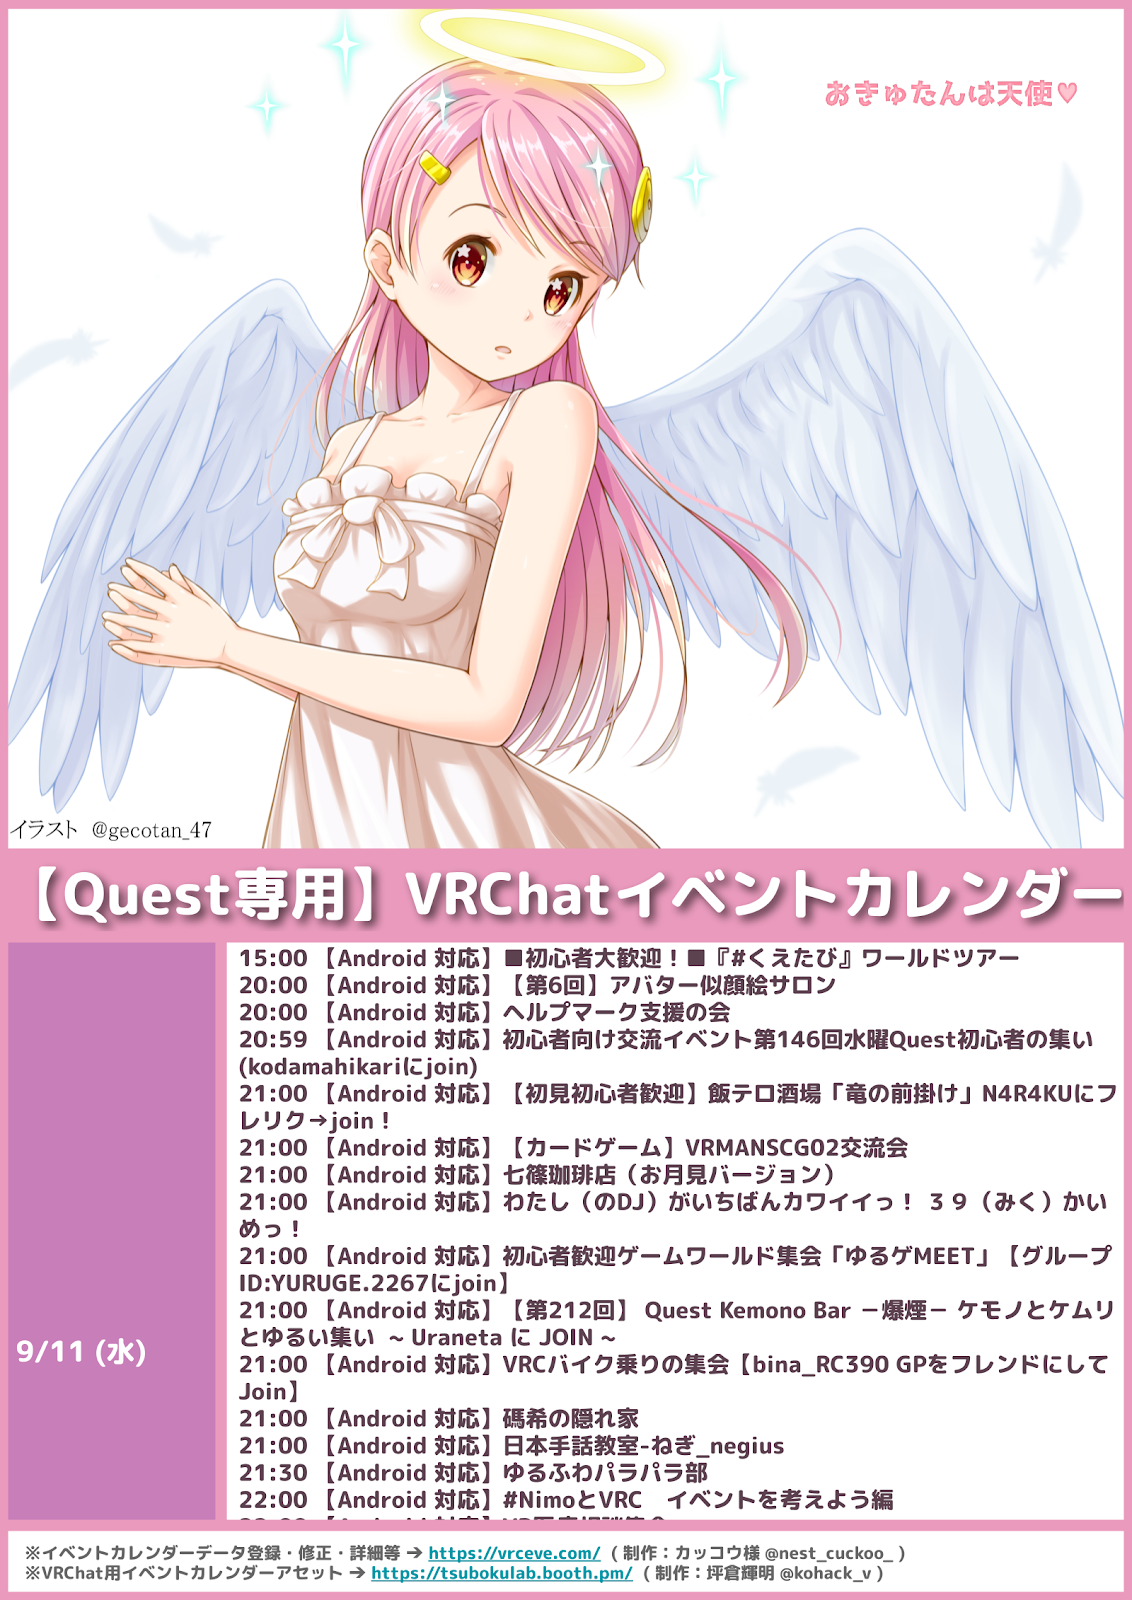 おきゅたんは天使♥
イラスト @gecotan_47
【Quest専用】VRChatイベントカレンダー
9/11 (水)
15:00 【Android 対応】■初心者大歓迎！■『#くえたび』ワールドツアー
20:00 【Android 対応】【第6回】アバター似顔絵サロン
20:00 【Android 対応】ヘルプマーク支援の会
20:59 【Android 対応】初心者向け交流イベント第146回水曜Quest初心者の集い
(kodamahikariにjoin)
21:00 【Android 対応】【初見初心者歓迎】飯テロ酒場「竜の前掛け」N4R4KUにフ
レリク→join！
21:00 【Android 対応】【カードゲーム】VRMANSCG02交流会
21:00 【Android 対応】七篠珈琲店（お月見バージョン）
21:00 【Android 対応】わたし（のDJ）がいちばんカワイイっ！ ３９（みく）かい
めっ！
21:00 【Android 対応】初心者歓迎ゲームワールド集会「ゆるゲMEET」【グループ
ID:YURUGE.2267にjoin】
21:00 【Android 対応】【第212回】 Quest Kemono Bar －爆煙－ ケモノとケムリ
とゆるい集い ~ Uraneta に JOIN ~
21:00 【Android 対応】VRCバイク乗りの集会【bina_RC390 GPをフレンドにして
Join】
21:00 【Android 対応】碼希の隠れ家
21:00 【Android 対応】日本手話教室-ねぎ_negius
21:30 【Android 対応】ゆるふわパラパラ部
22:00 【Android 対応】#NimoとVRC　イベントを考えよう編
※イベントカレンダーデータ登録・修正・詳細等 → https://vrceve.com/ ( 制作：カッコウ様 @nest_cuckoo_ )
※VRChat用イベントカレンダーアセット → https://tsubokulab.booth.pm/ ( 制作：坪倉輝明 @kohack_v )